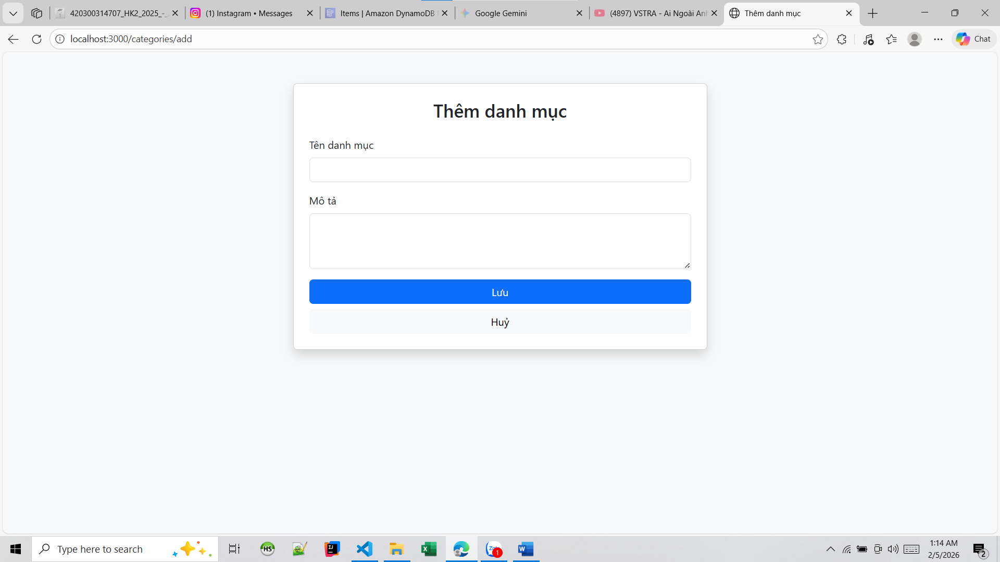 420300314707_HK2_2025_-_
(1) Instagram • Messages
Items | Amazon DynamoDB
Google Gemini
(4897) VSTRA - Ai Ngoài Anh
Thêm danh mục
localhost:3000/categories/add
Chat
Thêm danh mục
Tên danh mục
Mô tả
Lưu
Huỷ
Type here to search
HS
IJ
1
W
1:14 AM
2/5/2026
2